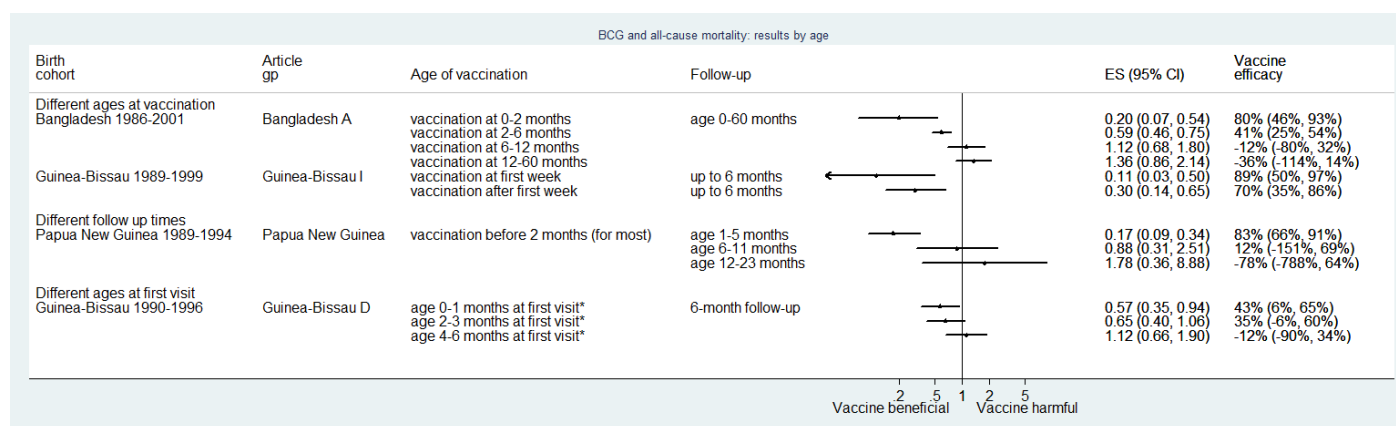 BCG and all-cause mortality: results by age
Birth cohort Article gp Age of vaccination Follow-up ES (95% CI) Vaccine efficacy
Different ages at vaccination
Bangladesh 1986-2001 Bangladesh A vaccination at 0-2 months age 0-60 months 0.20 (0.07, 0.54) 80% (46%, 93%)
vaccination at 2-6 months 0.59 (0.46, 0.75) 41% (25%, 54%)
vaccination at 6-12 months 1.12 (0.68, 1.80) -12% (-80%, 32%)
vaccination at 12-60 months 1.36 (0.86, 2.14) -36% (-114%, 14%)
Guinea-Bissau 1989-1999 Guinea-Bissau I vaccination at first week up to 6 months 0.11 (0.03, 0.50) 89% (50%, 97%)
vaccination after first week up to 6 months 0.30 (0.14, 0.65) 70% (35%, 86%)
Different follow up times
Papua New Guinea 1989-1994 Papua New Guinea vaccination before 2 months (for most) age 1-5 months 0.17 (0.09, 0.34) 83% (66%, 91%)
age 6-11 months 0.88 (0.31, 2.51) 12% (-151%, 69%)
age 12-23 months 1.78 (0.36, 8.88) -78% (-788%, 64%)
Different ages at first visit
Guinea-Bissau 1990-1996 Guinea-Bissau D age 0-1 months at first visit* 6-month follow-up 0.57 (0.35, 0.94) 43% (6%, 65%)
age 2-3 months at first visit* 0.65 (0.40, 1.06) 35% (-6%, 60%)
age 4-6 months at first visit* 1.12 (0.66, 1.90) -12% (-90%, 34%)
.2 .5 1 2 5
Vaccine beneficial Vaccine harmful